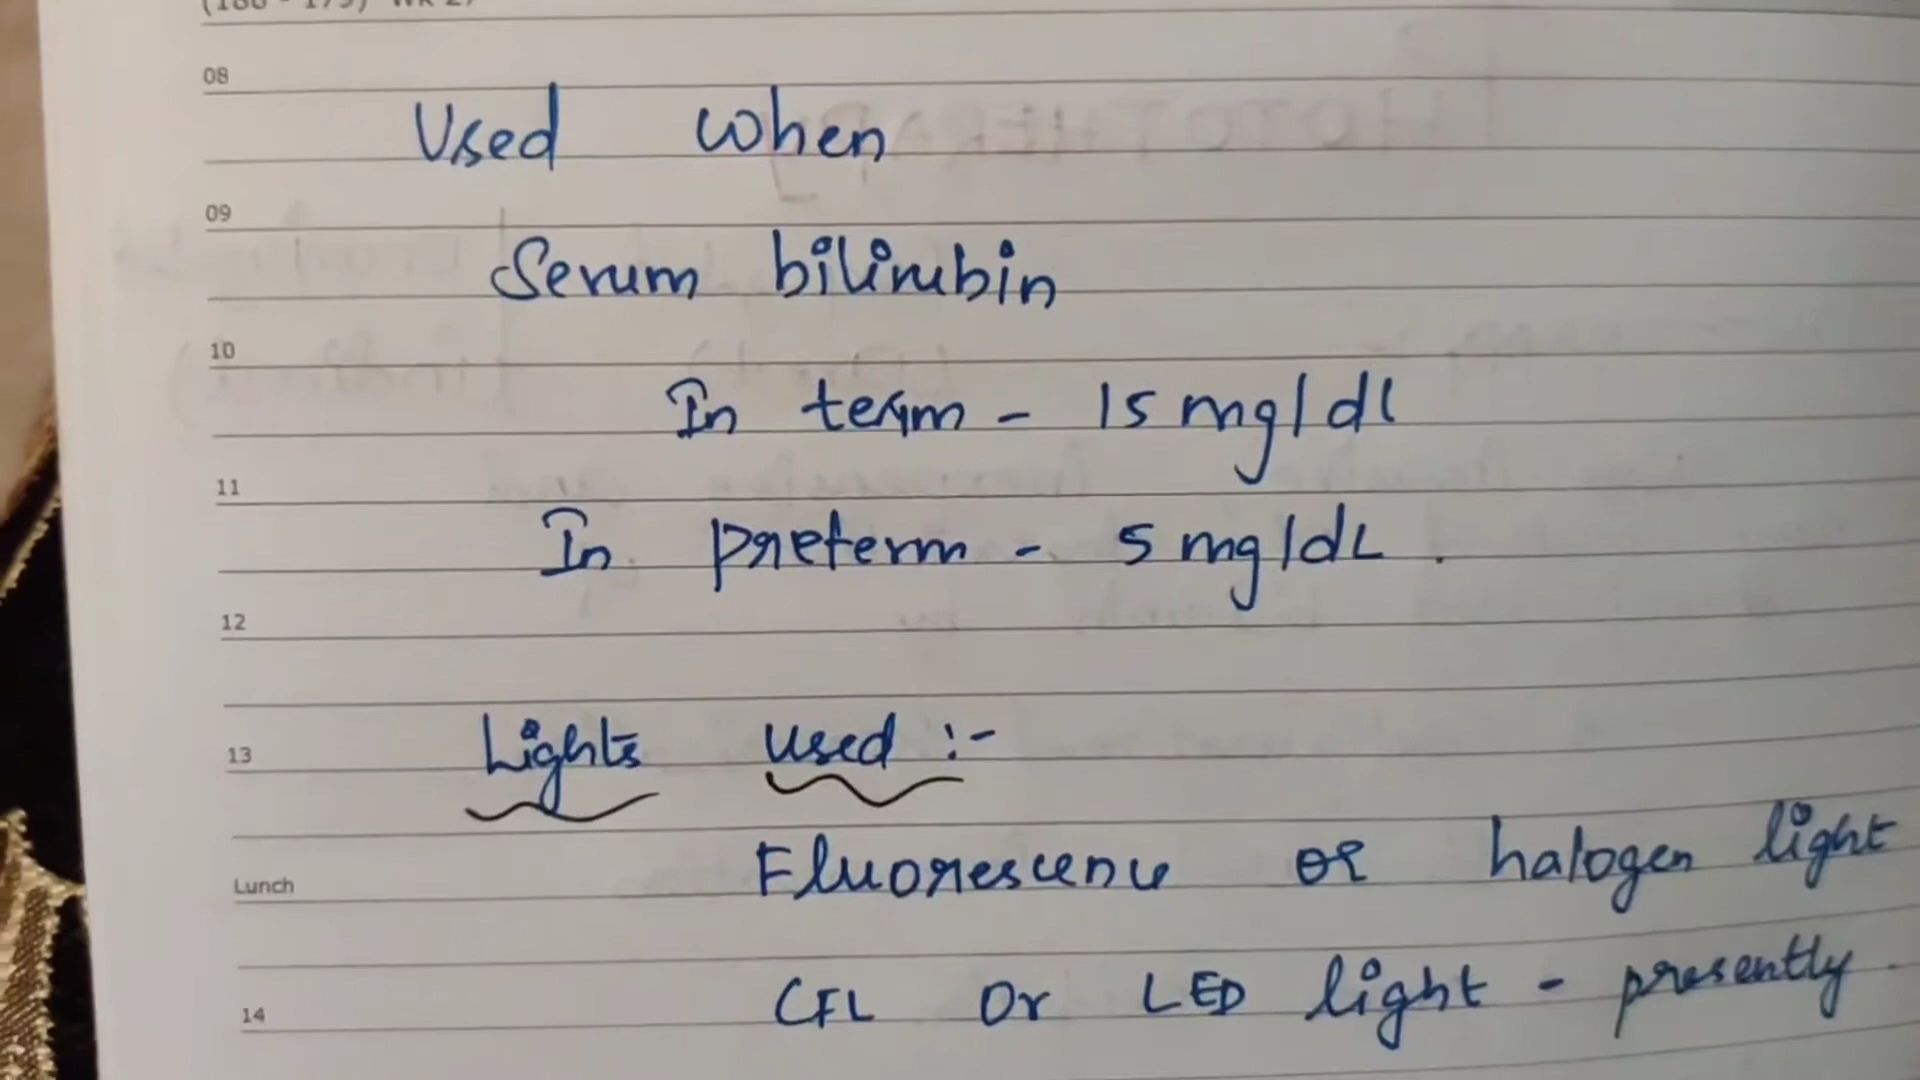 08
Used when
09
Serum bilirubin
10
In term - 15 mg/dl
11
In preterm - 5 mg/dL.
12
13
Lights used :-
Fluorescence or halogen light
Lunch
CFL or LED light - presently.
14